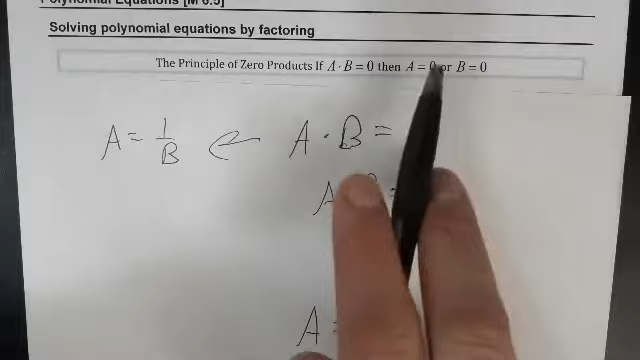 Polynomial Equations [M 6.5]
Solving polynomial equations by factoring
The Principle of Zero Products If A · B = 0 then A = 0 or B = 0
A = 1/B ← A · B =
A
A =